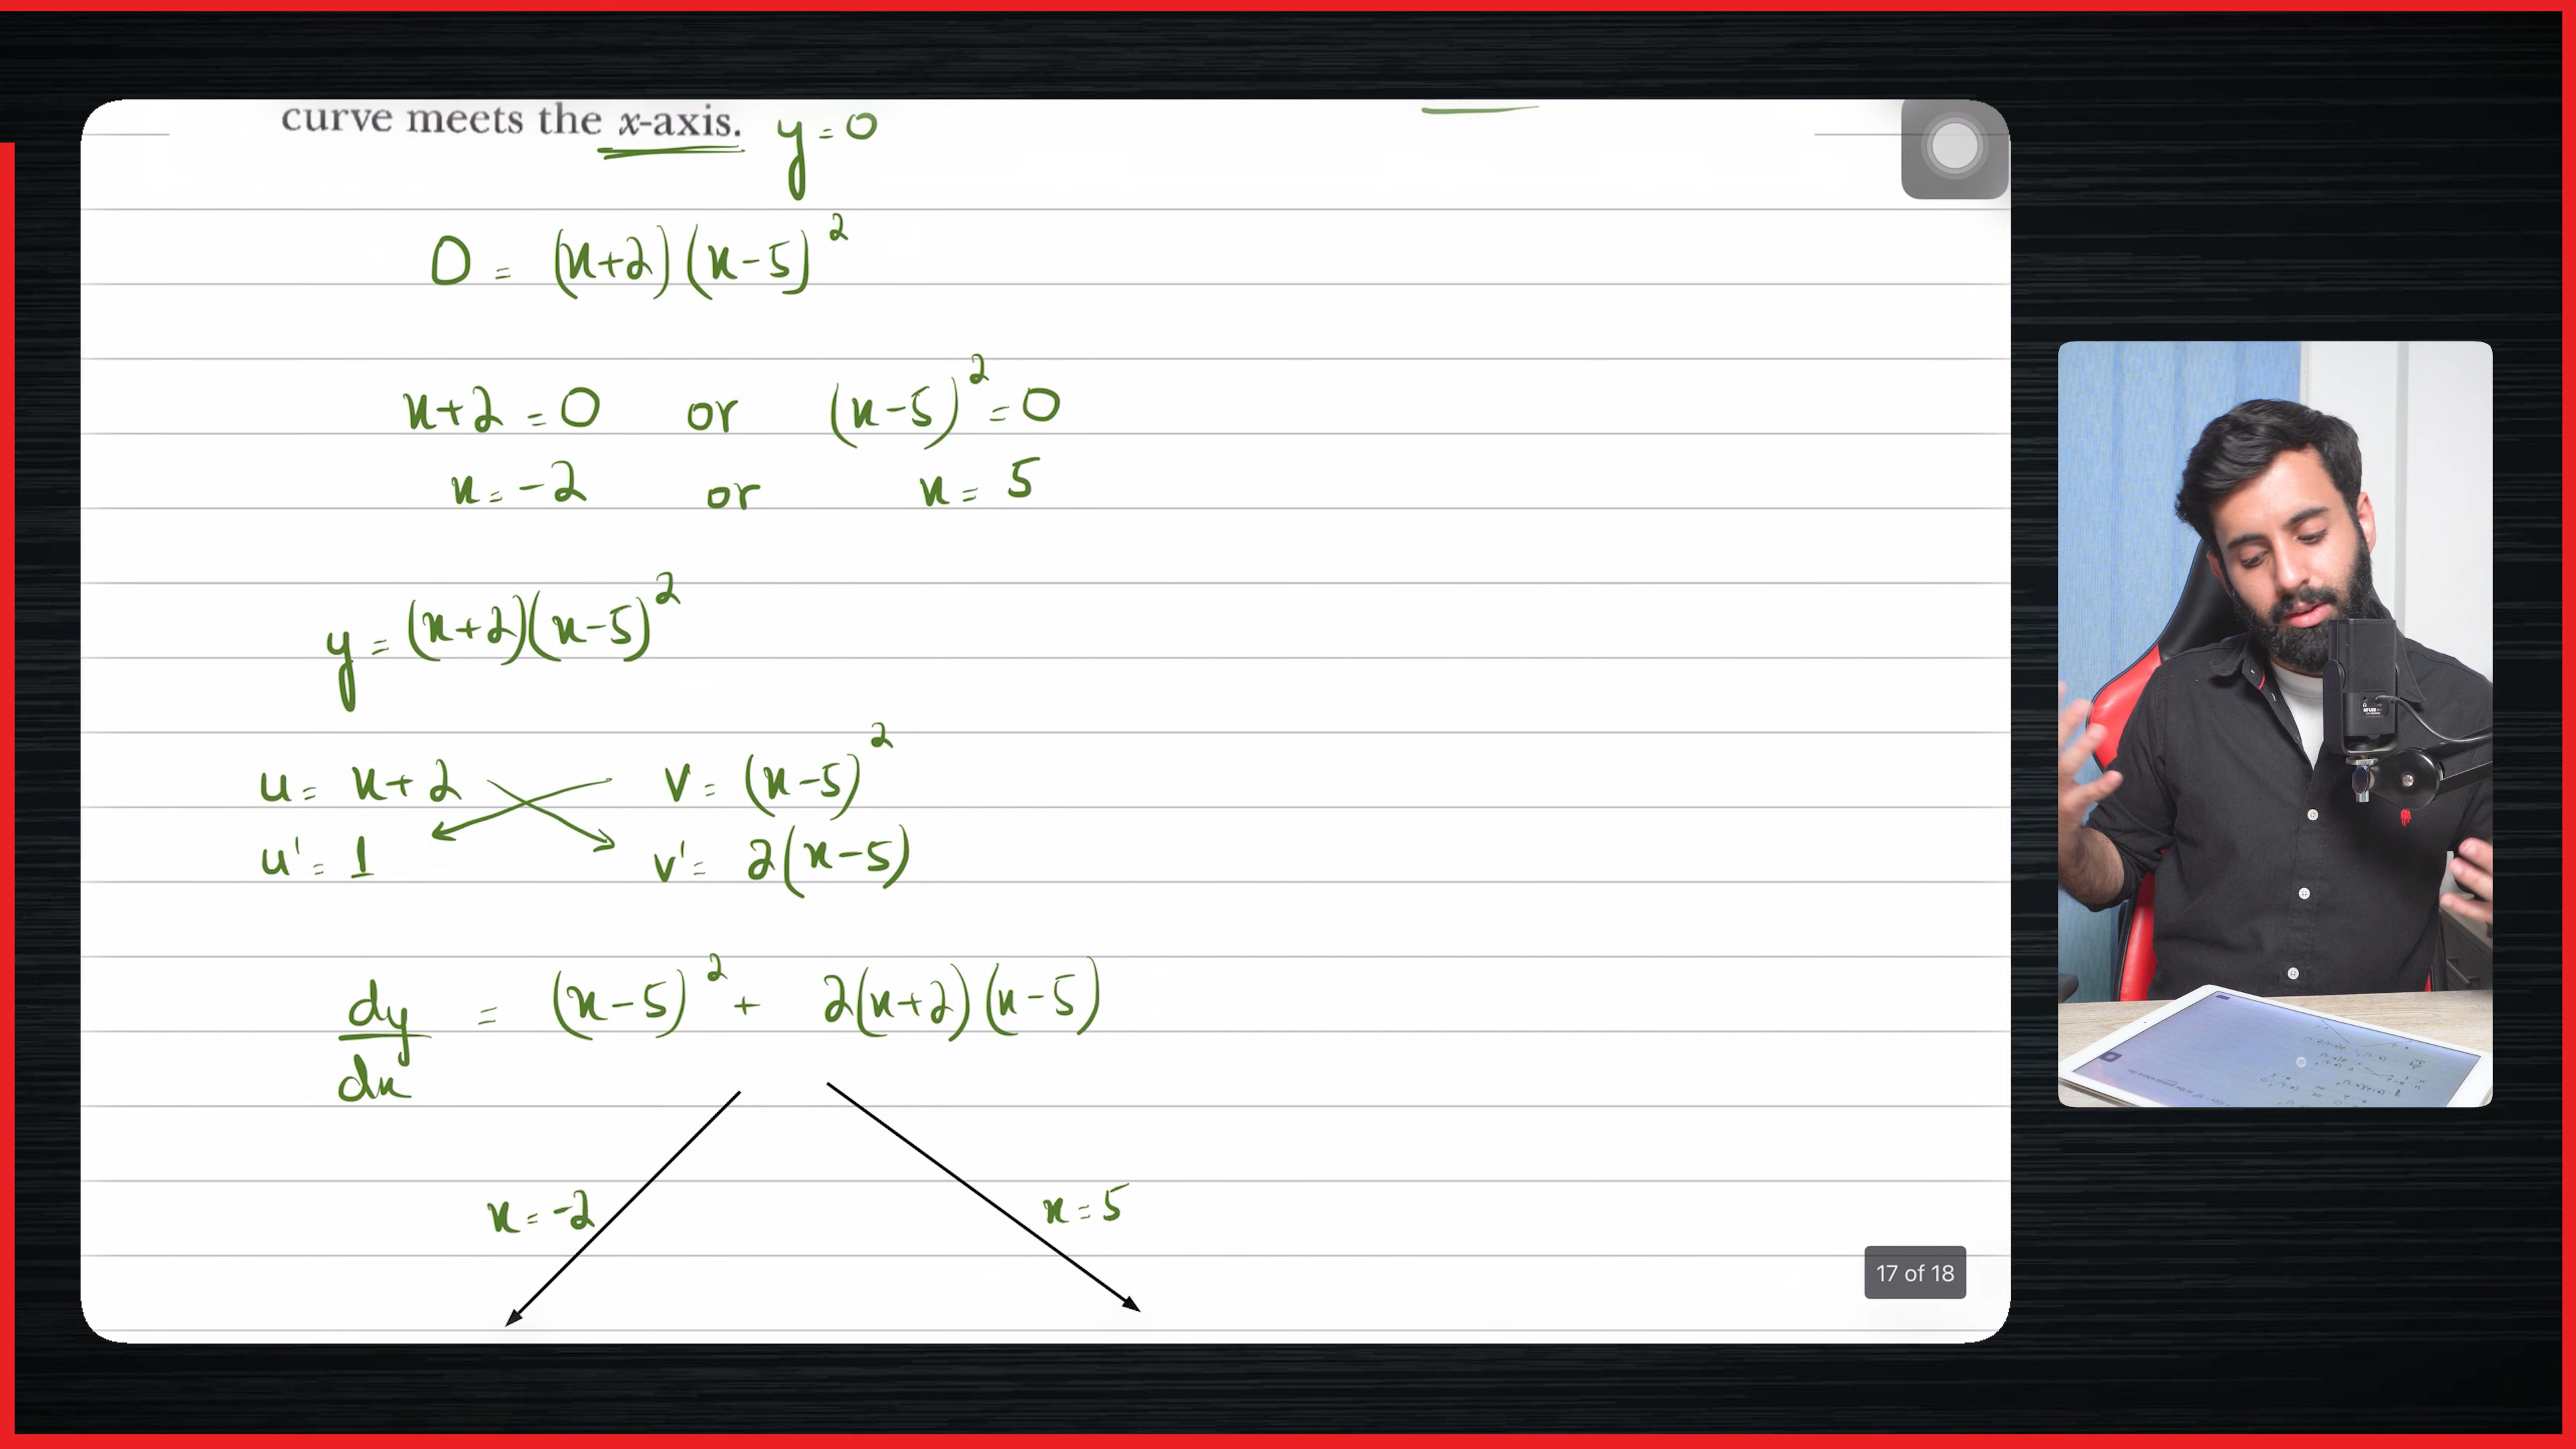 curve meets the x-axis. y = 0
0 = (x+2)(x-5)²
x+2 = 0 or (x-5)² = 0
x = -2 or x = 5
y = (x+2)(x-5)²
u = x+2 v = (x-5)²
u' = 1 v' = 2(x-5)
dy/dx = (x-5)² + 2(x+2)(x-5)
x = -2 x = 5
17 of 18